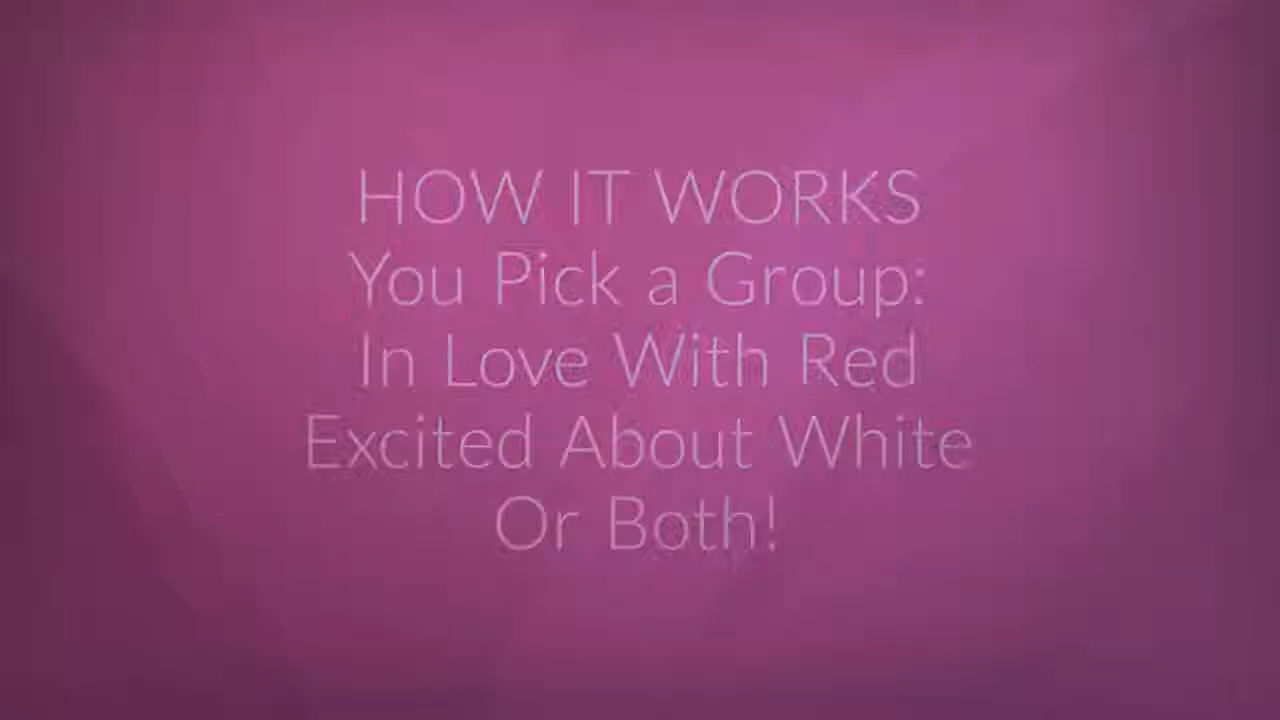 HOW IT WORKS
You Pick a Group:
In Love With Red
Excited About White
Or Both!